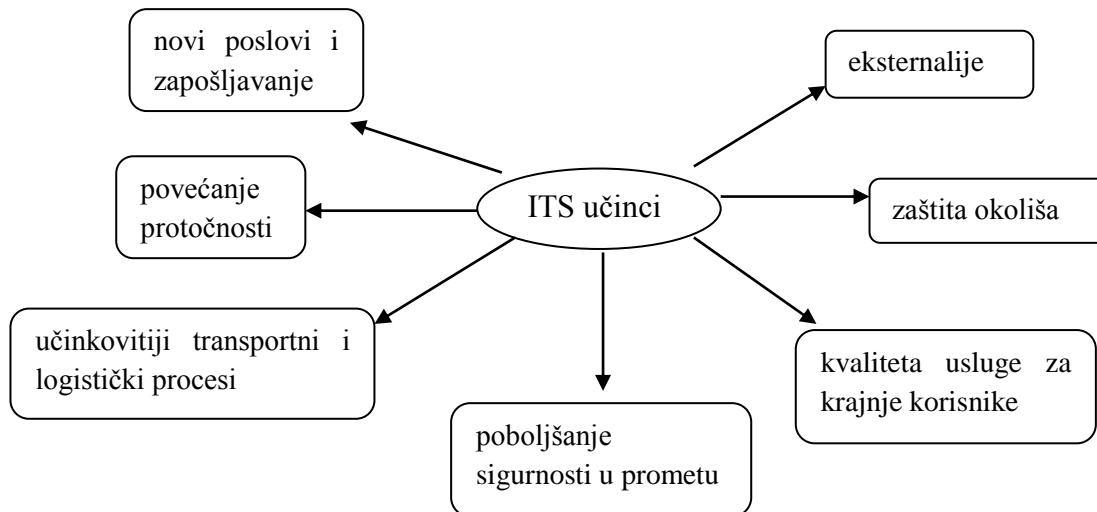 novi poslovi i
zapošljavanje
eksternalije
povećanje
protočnosti
ITS učinci
zaštita okoliša
učinkovitiji transportni i
logistički procesi
kvaliteta usluge za
krajnje korisnike
poboljšanje
sigurnosti u prometu